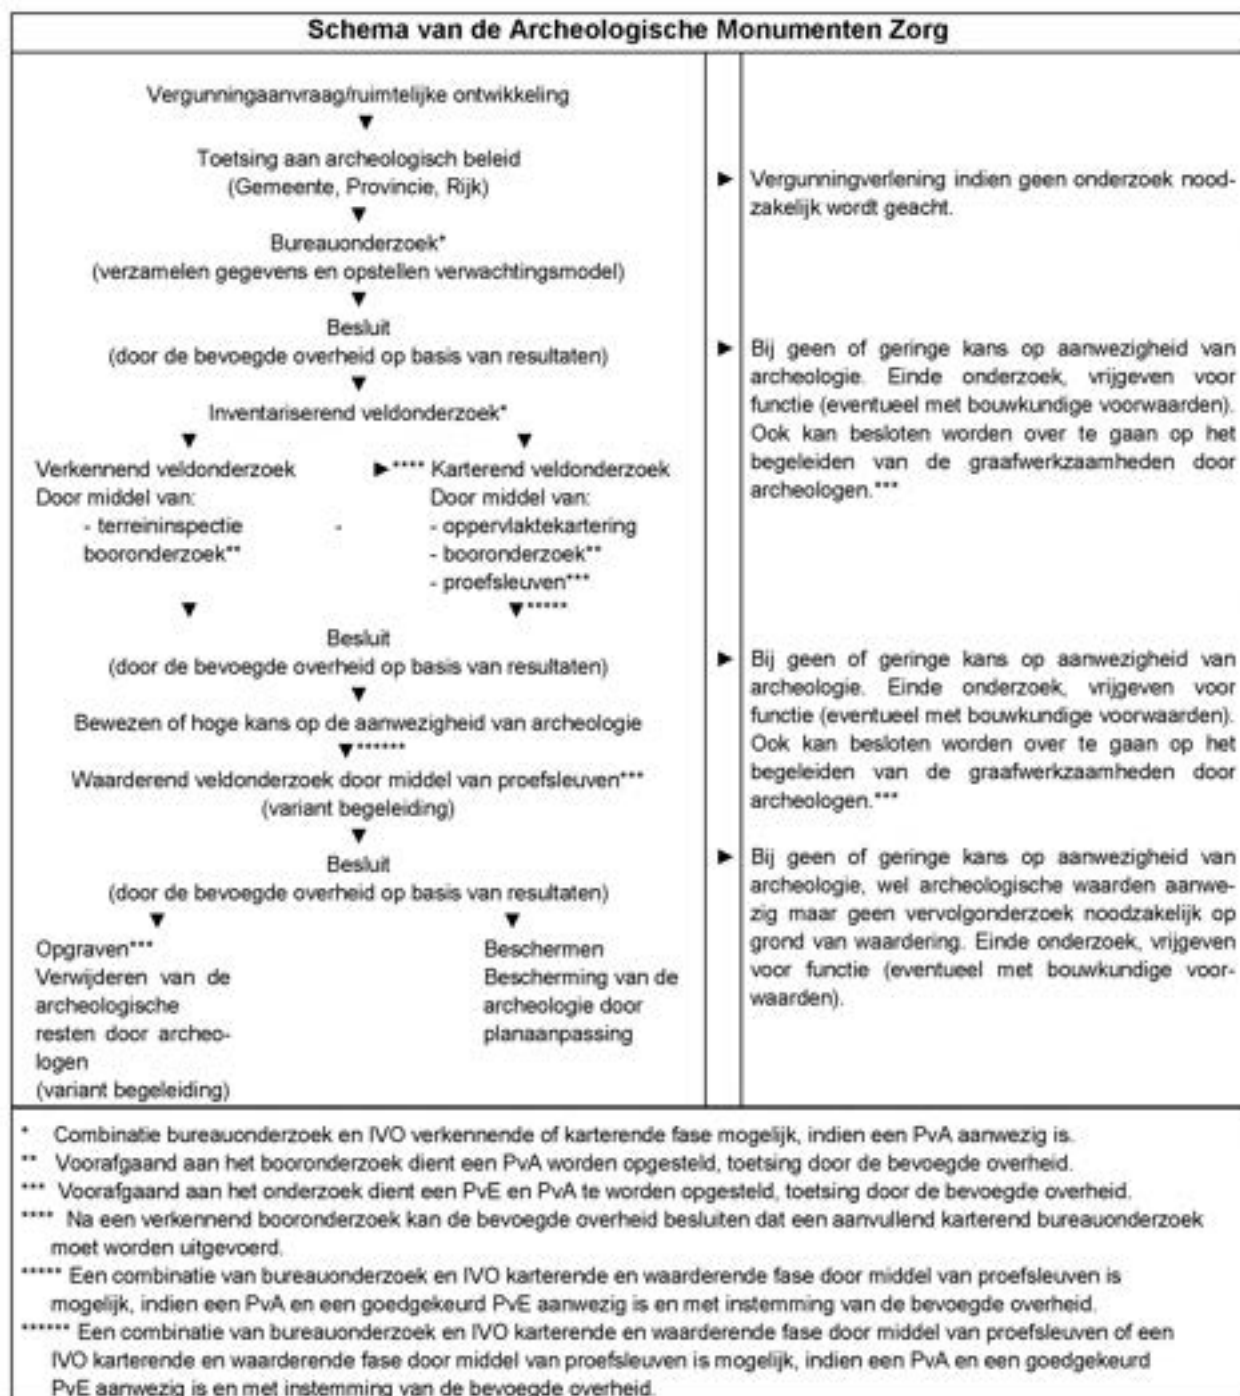 Schema van de Archeologische Monumenten Zorg
Vergunningaanvraag/ruimtelijke ontwikkeling
▼
Toetsing aan archeologisch beleid
(Gemeente, Provincie, Rijk)
▼
► Vergunningverlening indien geen onderzoek nood-
zakelijk wordt geacht.
Bureauonderzoek*
(verzamelen gegevens en opstellen verwachtingsmodel)
▼
Besluit
(door de bevoegde overheid op basis van resultaten)
▼
► Bij geen of geringe kans op aanwezigheid van
archeologie. Einde onderzoek, vrijgeven voor
functie (eventueel met bouwkundige voorwaarden).
Ook kan besloten worden over te gaan op het
begeleiden van de graafwerkzaamheden door
archeologen.***
Inventariserend veldonderzoek*
▼ ▼
Verkennend veldonderzoek
Door middel van:
- terreininspectie -
booronderzoek**
▼
►**** Karterend veldonderzoek
Door middel van:
- oppervlaktekartering
- booronderzoek**
- proefsleuven***
▼*****
Besluit
(door de bevoegde overheid op basis van resultaten)
▼
► Bij geen of geringe kans op aanwezigheid van
archeologie. Einde onderzoek, vrijgeven voor
functie (eventueel met bouwkundige voorwaarden).
Ook kan besloten worden over te gaan op het
begeleiden van de graafwerkzaamheden door
archeologen.***
Bewezen of hoge kans op de aanwezigheid van archeologie
▼******
Waarderend veldonderzoek door middel van proefsleuven***
(variant begeleiding)
▼
Besluit
(door de bevoegde overheid op basis van resultaten)
▼ ▼
► Bij geen of geringe kans op aanwezigheid van
archeologie, wel archeologische waarden aanwe-
zig maar geen vervolgonderzoek noodzakelijk op
grond van waardering. Einde onderzoek, vrijgeven
voor functie (eventueel met bouwkundige voor-
waarden).
Opgraven***
Verwijderen van de
archeologische
resten door archeo-
logen
(variant begeleiding)
Beschermen
Bescherming van de
archeologie door
planaanpassing
* Combinatie bureauonderzoek en IVO verkennende of karterende fase mogelijk, indien een PvA aanwezig is.
** Voorafgaand aan het booronderzoek dient een PvA worden opgesteld, toetsing door de bevoegde overheid.
*** Voorafgaand aan het onderzoek dient een PvE en PvA te worden opgesteld, toetsing door de bevoegde overheid.
**** Na een verkennend booronderzoek kan de bevoegde overheid besluiten dat een aanvullend karterend bureauonderzoek
moet worden uitgevoerd.
***** Een combinatie van bureauonderzoek en IVO karterende en waarderende fase door middel van proefsleuven is
mogelijk, indien een PvA en een goedgekeurd PvE aanwezig is en met instemming van de bevoegde overheid.
****** Een combinatie van bureauonderzoek en IVO karterende en waarderende fase door middel van proefsleuven of een
IVO karterende en waarderende fase door middel van proefsleuven is mogelijk, indien een PvA en een goedgekeurd
PvE aanwezig is en met instemming van de bevoegde overheid.